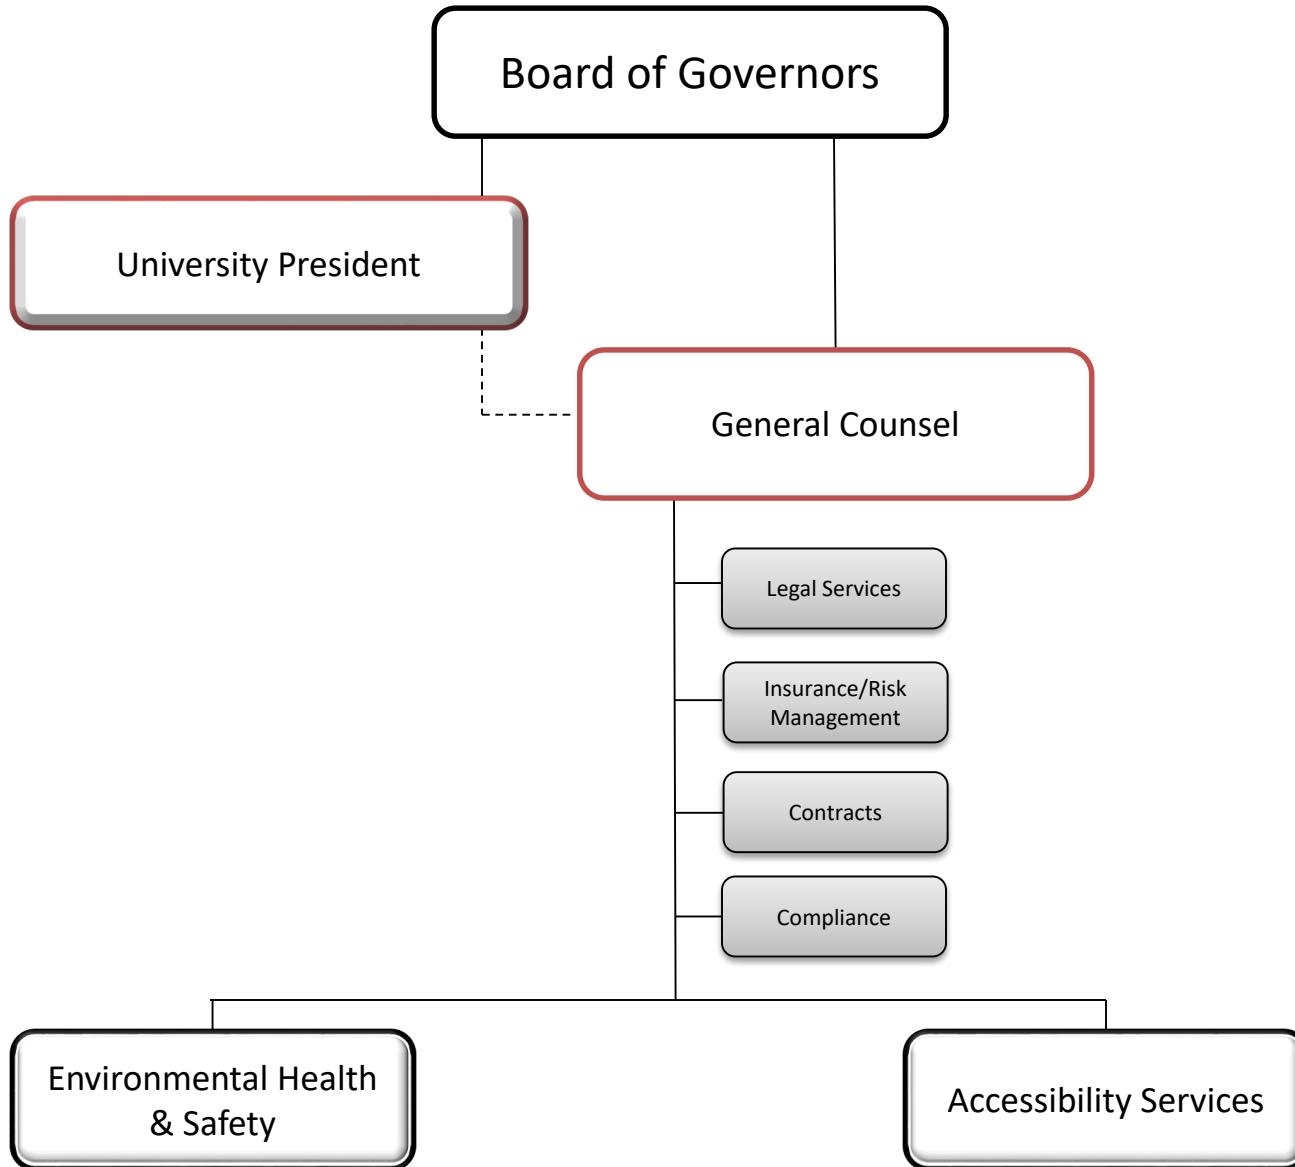 Board of Governors
University President
General Counsel
Legal Services
Insurance/Risk
Management
Contracts
Compliance
Environmental Health
& Safety
Accessibility Services